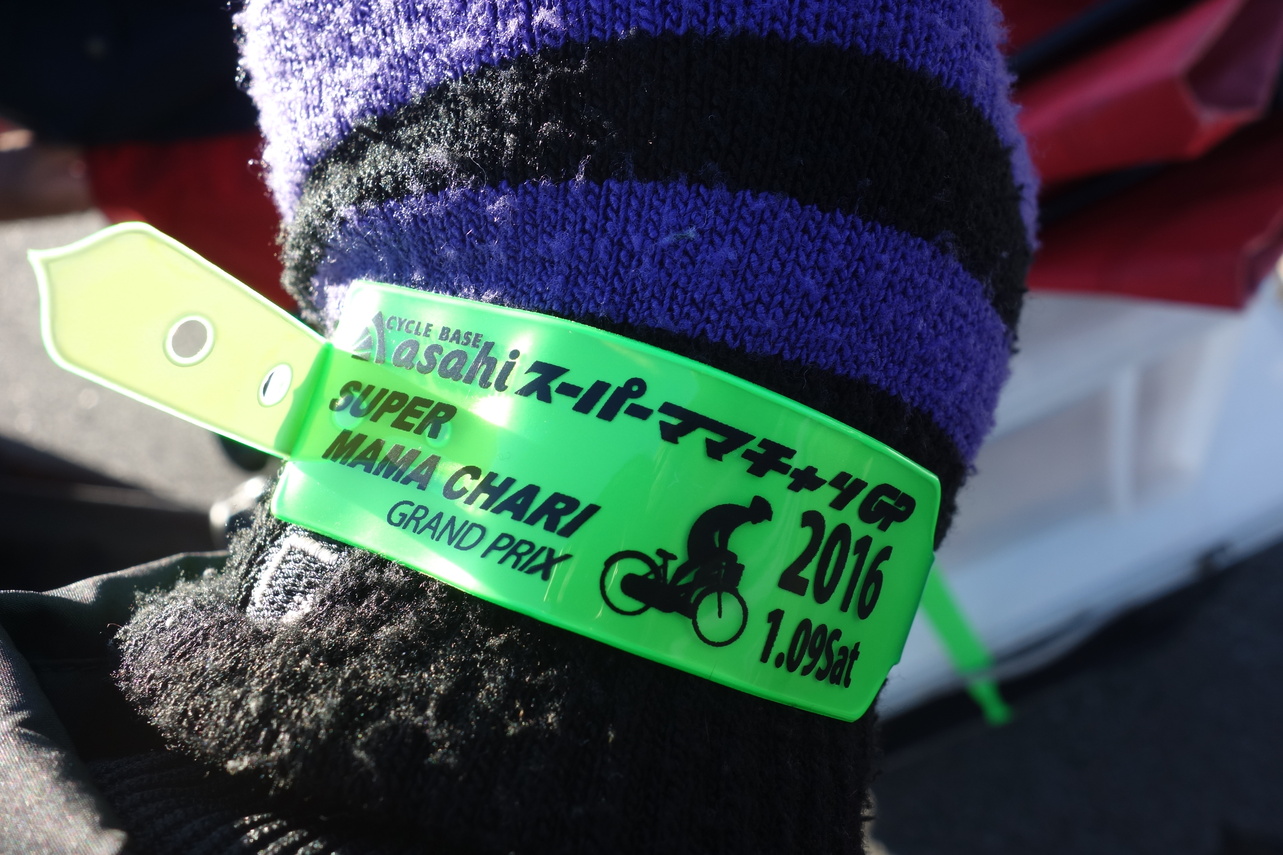 CYCLE BASE
asahi スーパーママチャリGP
SUPER
MAMA CHARI
GRAND PRIX
2016
1.09Sat